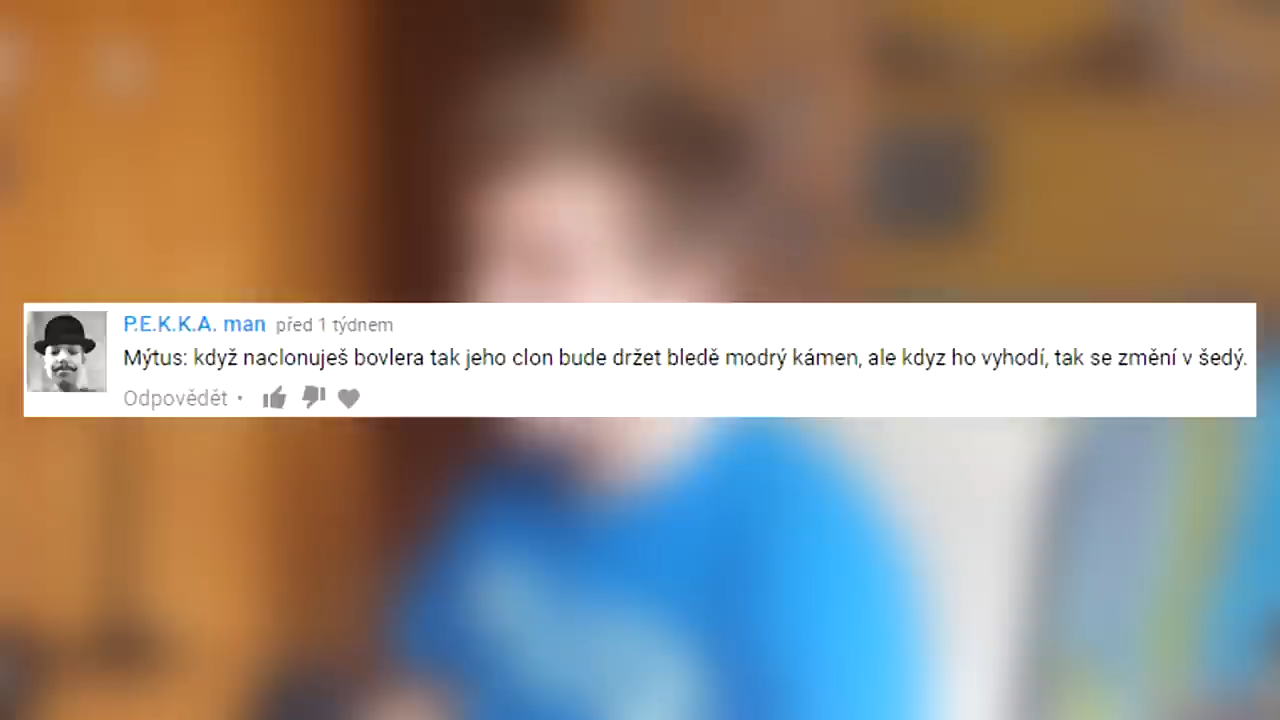 P.E.K.K.A. man před 1 týdnem
Mýtus: když naclonuješ bovlera tak jeho clon bude držet bledě modrý kámen, ale kdyz ho vyhodí, tak se změní v šedý.
Odpovědět •